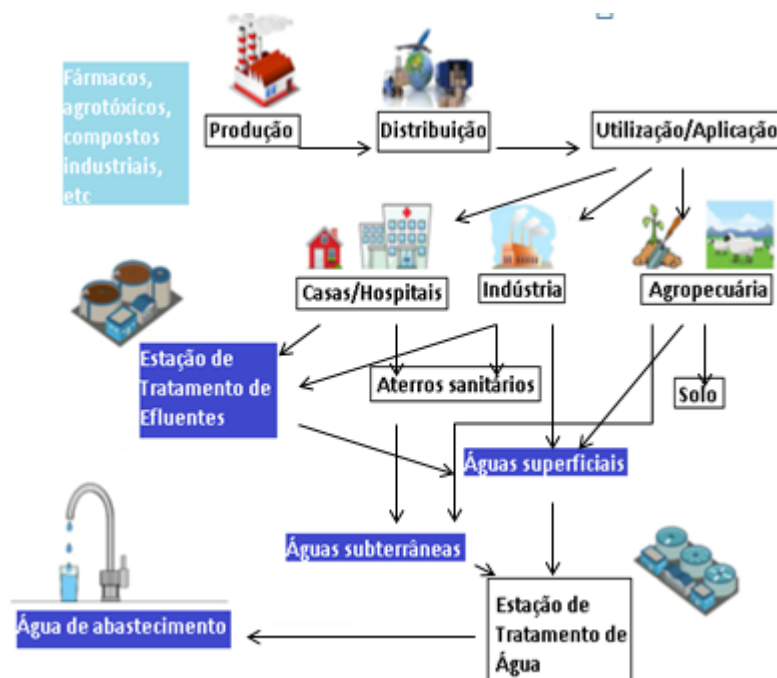 Fármacos,
agrotóxicos,
compostos
industriais,
etc
Produção
Distribuição
Utilização/Aplicação
Casas/Hospitais
Indústria
Agropecuária
Estação de
Tratamento de
Efluentes
Aterros sanitários
Solo
Águas superficiais
Águas subterrâneas
Estação de
Tratamento de
Água
Água de abastecimento